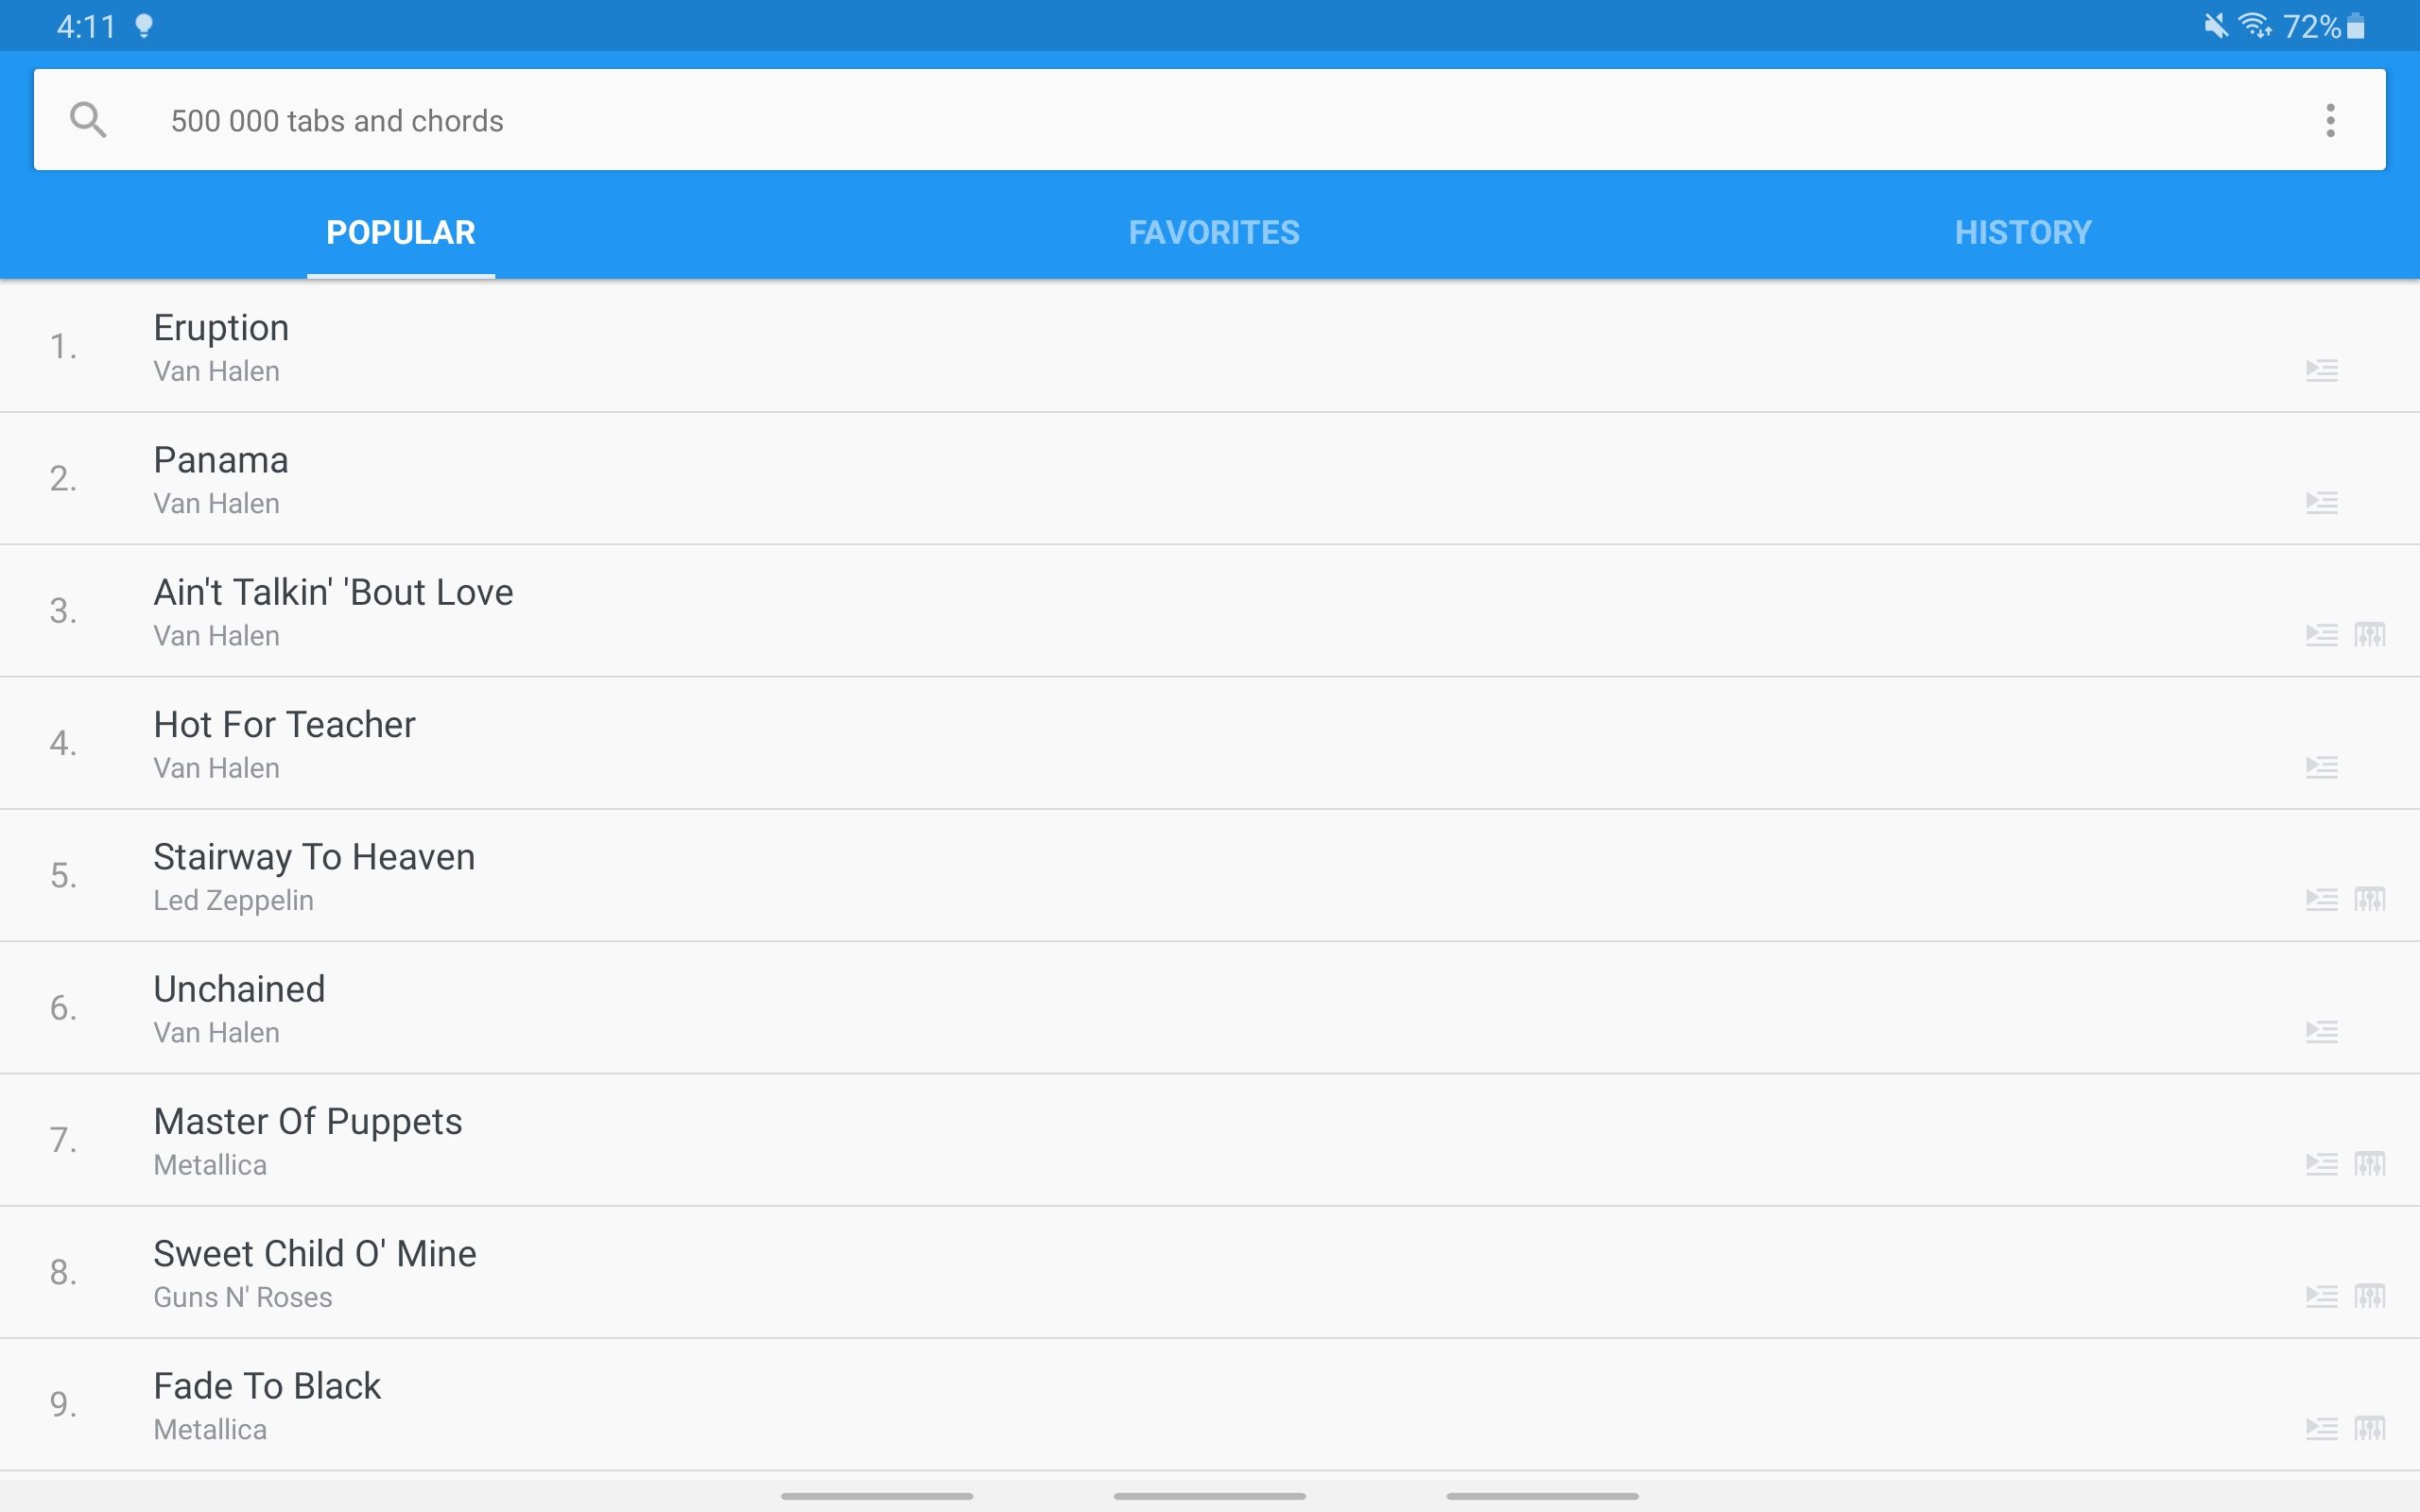 4:11 72%
500 000 tabs and chords
POPULAR FAVORITES HISTORY
1. Eruption
Van Halen
2. Panama
Van Halen
3. Ain't Talkin' 'Bout Love
Van Halen
4. Hot For Teacher
Van Halen
5. Stairway To Heaven
Led Zeppelin
6. Unchained
Van Halen
7. Master Of Puppets
Metallica
8. Sweet Child O' Mine
Guns N' Roses
9. Fade To Black
Metallica